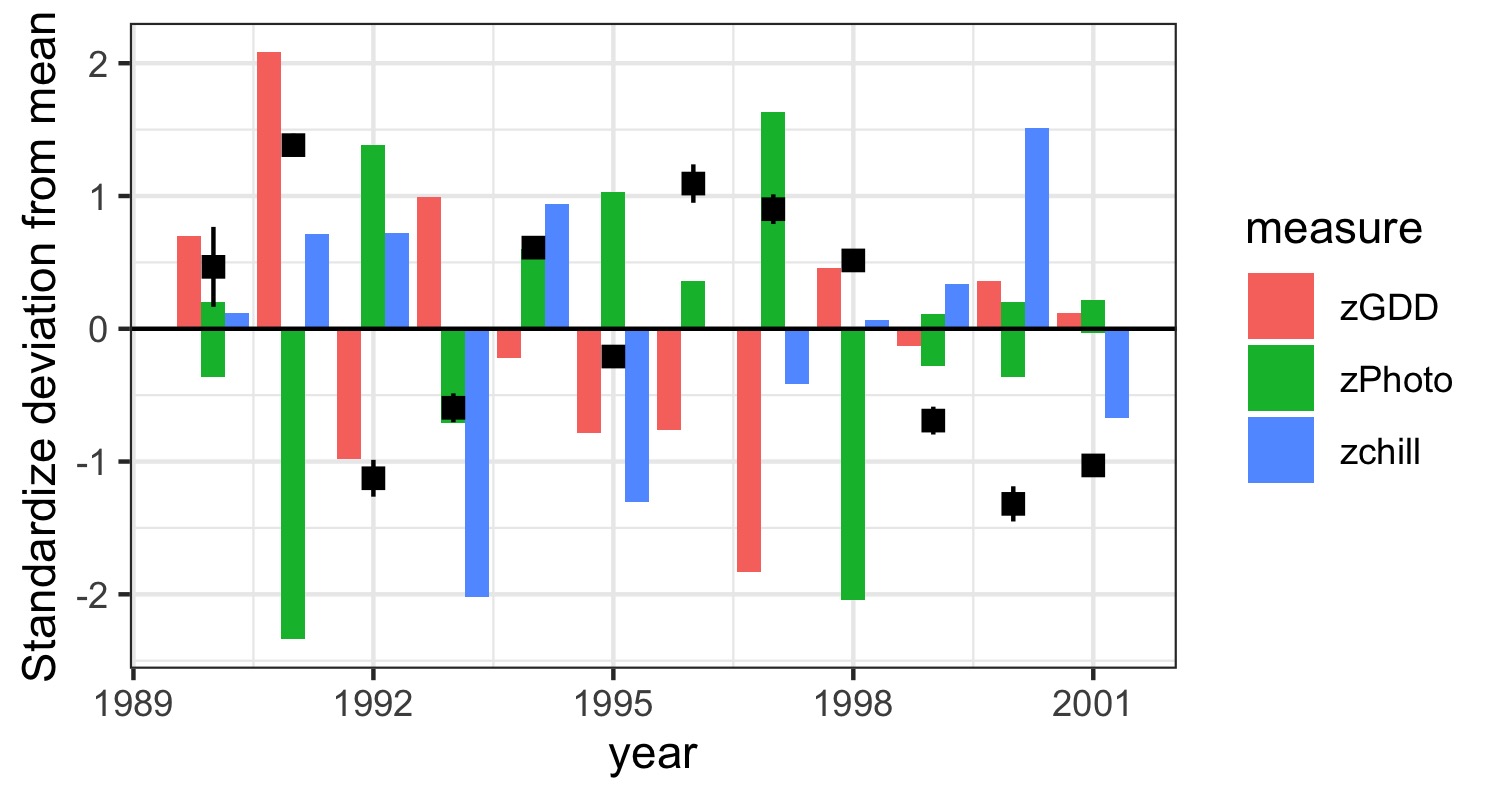 Standardize deviation from mean
2
1
0
-1
-2
1989 1992 1995 1998 2001
year
measure
zGDD
zPhoto
zchill